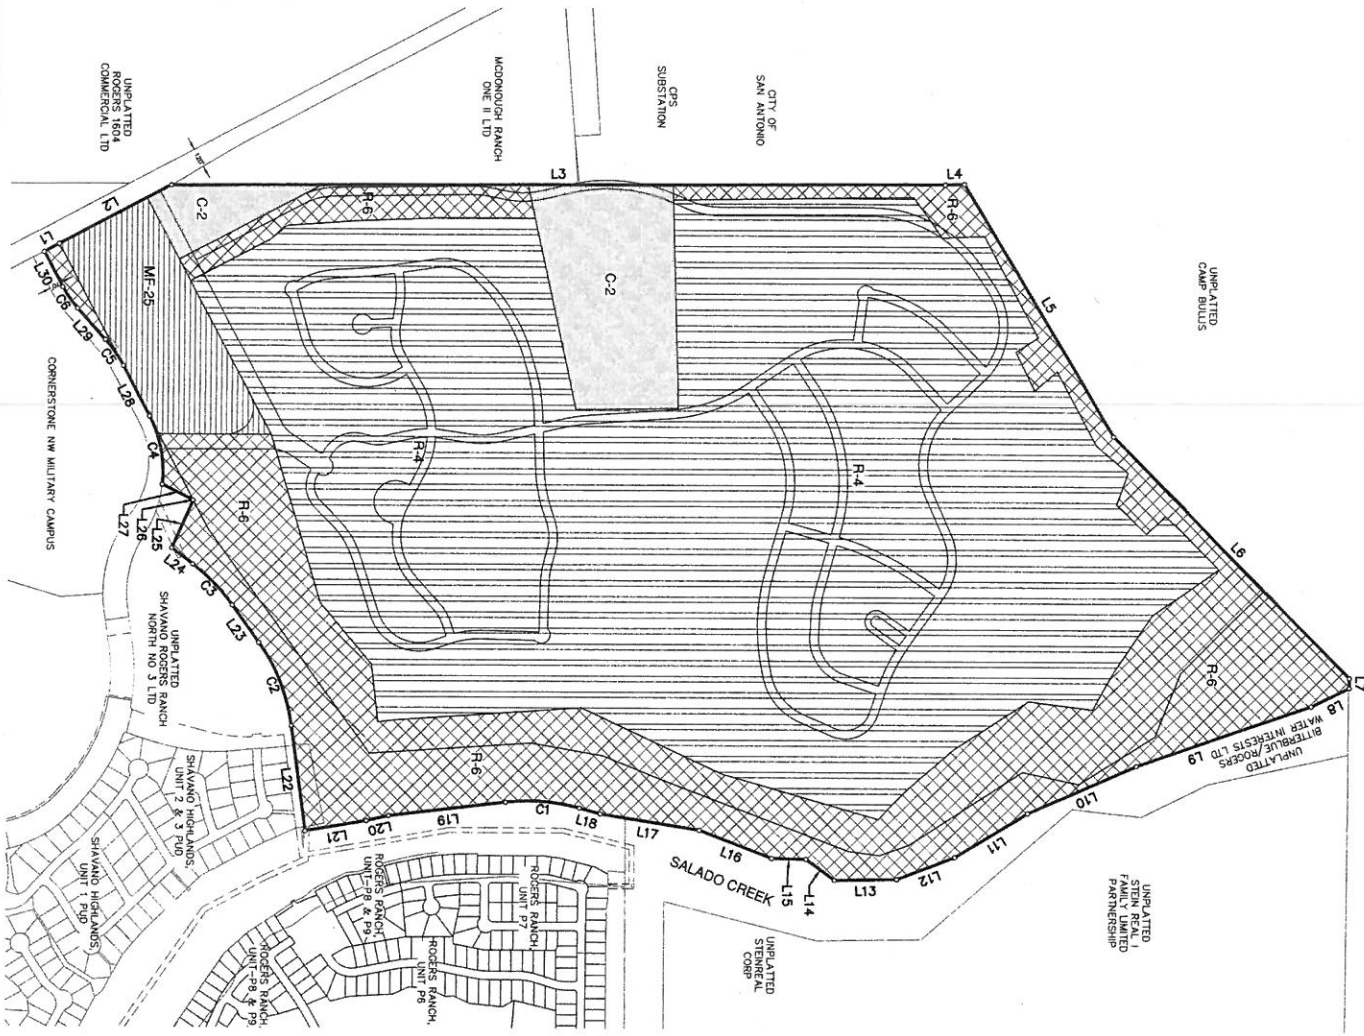 UNPLATTED
ROGERS 1604
COMMERCIAL LTD
120'
MCDONOUGH RANCH
ONE II LTD
CPS
SUBSTATION
CITY OF
SAN ANTONIO
UNPLATTED
CAMP BULLIS
L1
L2
L3
L4
L5
L6
L7
L8
L9
L10
L11
L12
L13
L14
L15
L16
L17
L18
C1
L19
L20
L21
L22
C2
L23
C3
L24
L25
L26
L27
C4
L28
C5
L29
C6
L30
C-2
R-6
C-2
R-6
MF-25
R-4
R-4
R-6
R-6
R-6
UNPLATTED
BITTERBLUE/ROGERS
WATER INTERESTS LTD
UNPLATTED
STEIN REAL I
FAMILY LIMITED
PARTNERSHIP
UNPLATTED
STEINREAL
CORP
SALADO CREEK
CORNERSTONE NW MILITARY CAMPUS
UNPLATTED
SHAVANO ROGERS RANCH
NORTH NO 3 LTD
SHAVANO HIGHLANDS,
UNIT 2 & 3 PUD
SHAVANO HIGHLANDS,
UNIT 1 PUD
ROGERS RANCH,
UNIT-P8 & P9
ROGERS RANCH,
UNIT P7
ROGERS RANCH,
UNIT P6
ROGERS RANCH,
UNIT-P8 & P9